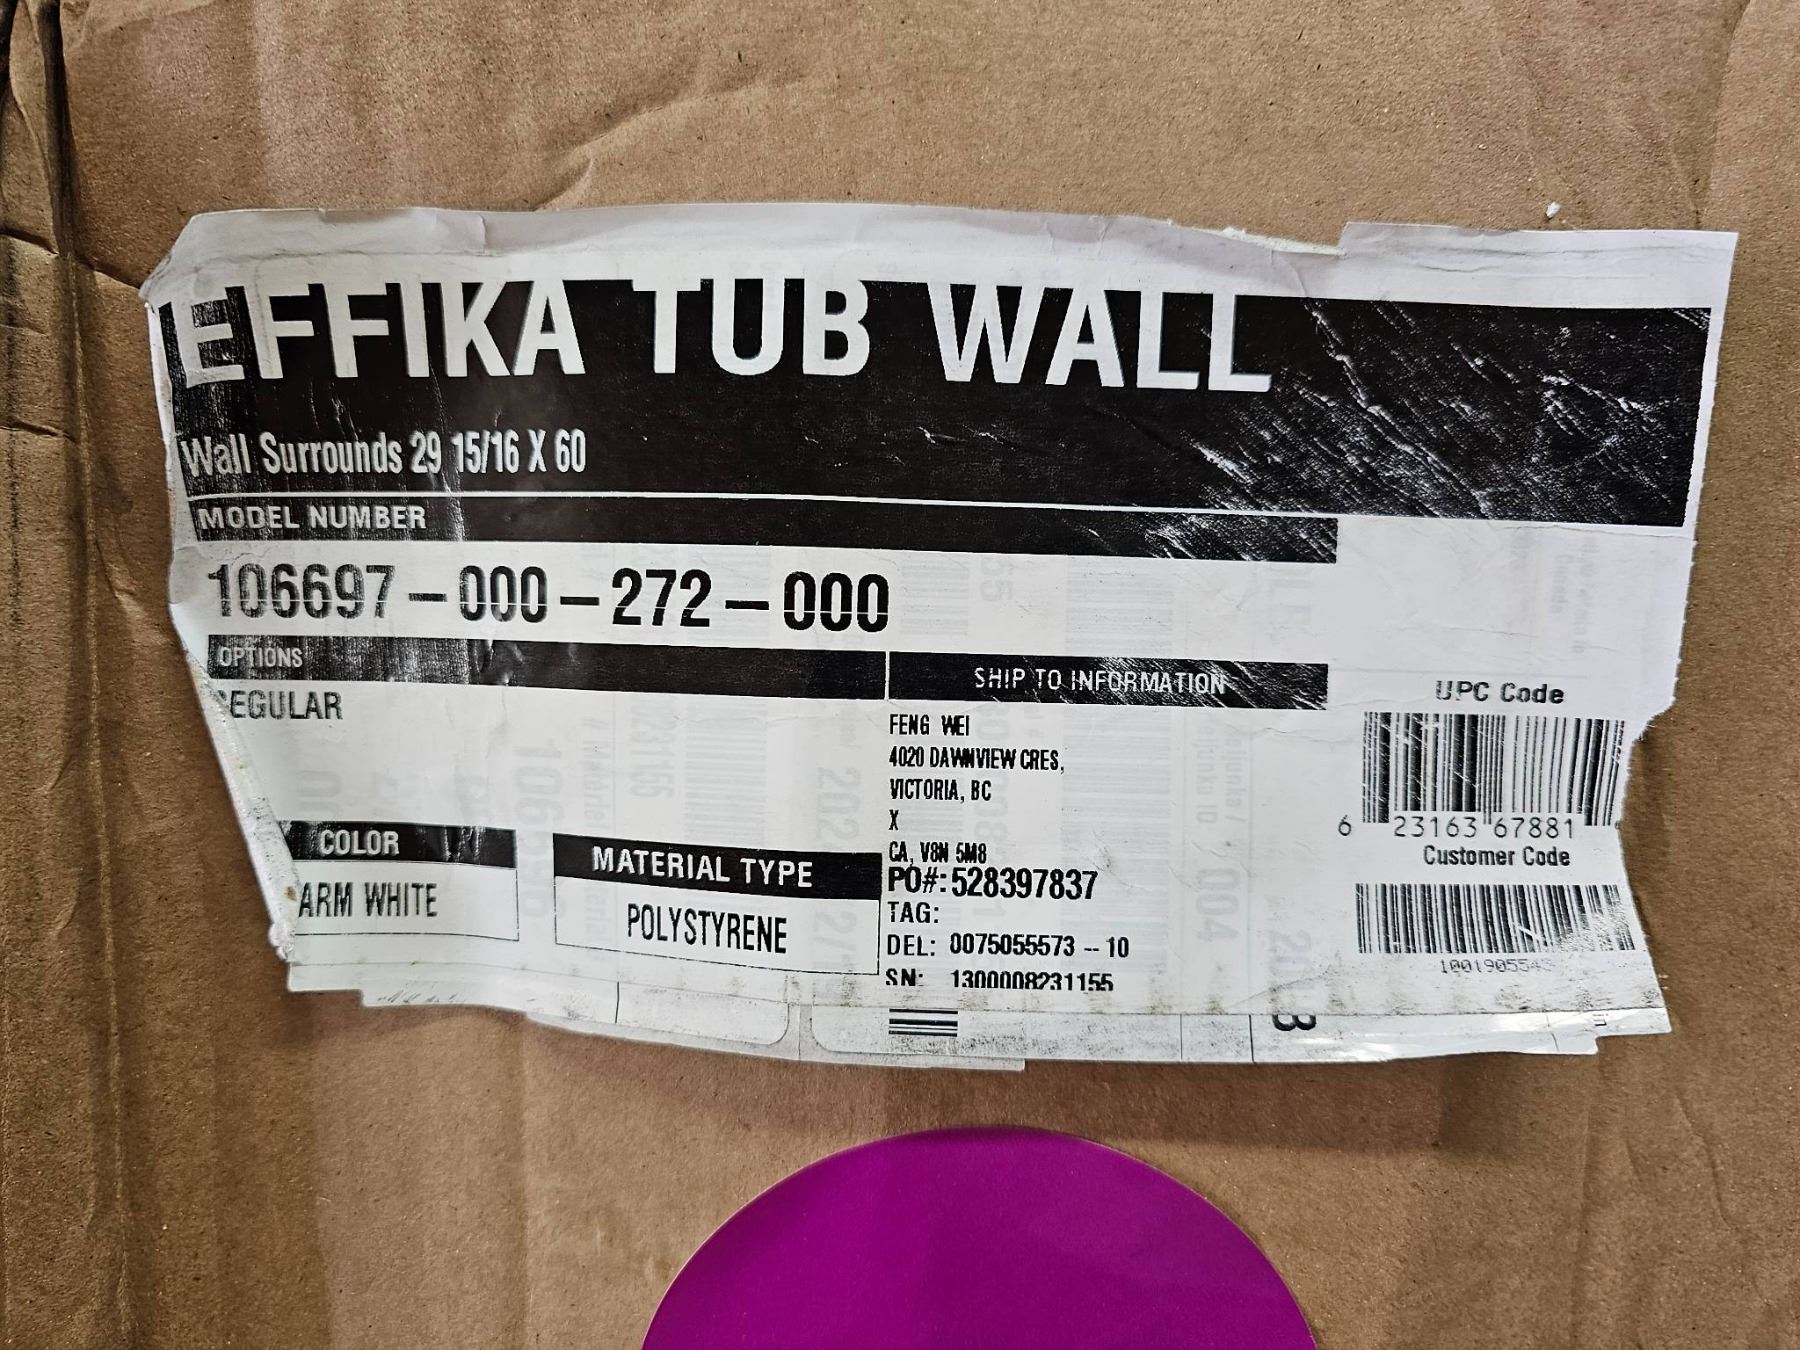 EFFIKA TUB WALL
Wall Surrounds 29 15/16 X 60
MODEL NUMBER
106697-000-272-000
OPTIONS
REGULAR
SHIP TO INFORMATION
FENG WEI
4020 DAWNVIEW CRES,
VICTORIA, BC
X
CA, V8N 5M8
PO#: 528397837
TAG:
DEL: 0075055573 -- 10
SN: 1300008231155
COLOR
ARM WHITE
MATERIAL TYPE
POLYSTYRENE
UPC Code
6 23163 67881
Customer Code